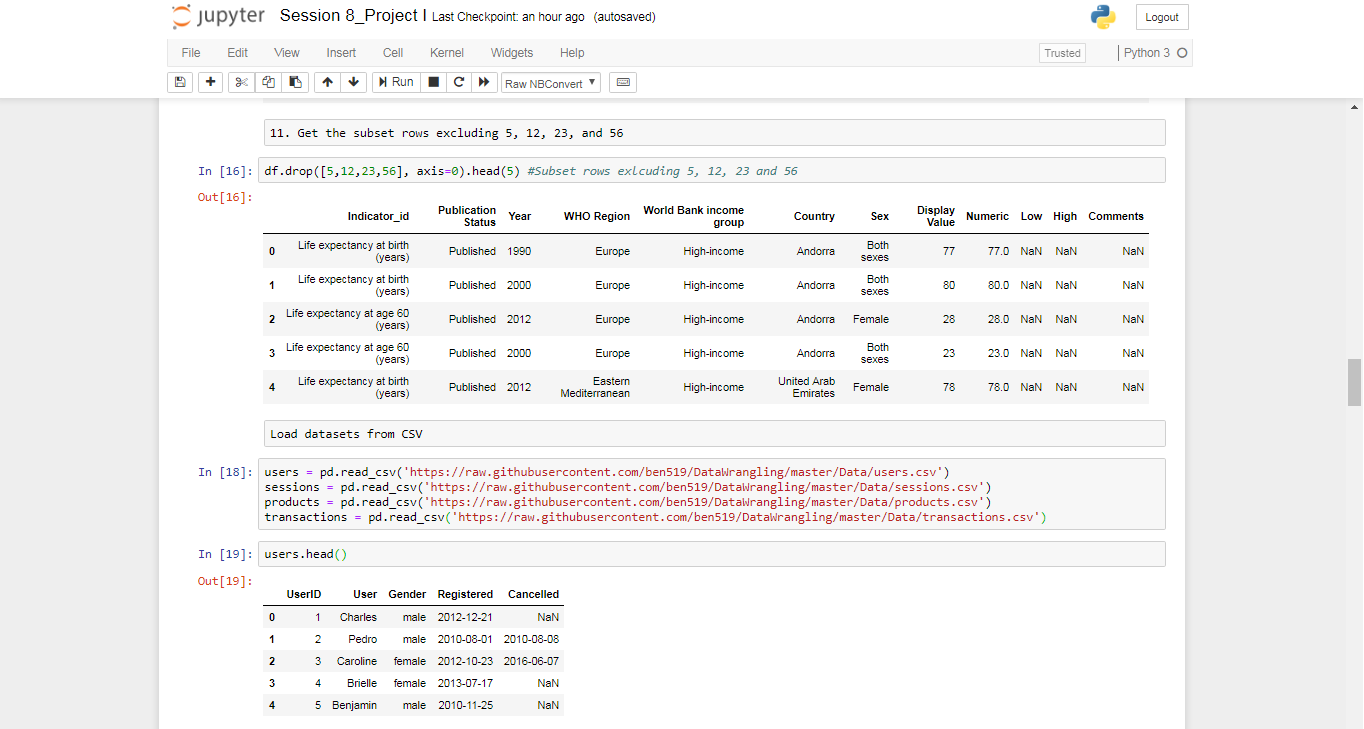 jupyter Session 8_Project I Last Checkpoint: an hour ago (autosaved) Logout
File Edit View Insert Cell Kernel Widgets Help Trusted Python 3
Run Raw NBConvert
11. Get the subset rows excluding 5, 12, 23, and 56
In [16]: df.drop([5,12,23,56], axis=0).head(5) #Subset rows exlcuding 5, 12, 23 and 56
Out[16]:
Indicator_id Publication Status Year WHO Region World Bank income group Country Sex Display Value Numeric Low High Comments
0 Life expectancy at birth (years) Published 1990 Europe High-income Andorra Both sexes 77 77.0 NaN NaN NaN
1 Life expectancy at birth (years) Published 2000 Europe High-income Andorra Both sexes 80 80.0 NaN NaN NaN
2 Life expectancy at age 60 (years) Published 2012 Europe High-income Andorra Female 28 28.0 NaN NaN NaN
3 Life expectancy at age 60 (years) Published 2000 Europe High-income Andorra Both sexes 23 23.0 NaN NaN NaN
4 Life expectancy at birth (years) Published 2012 Eastern Mediterranean High-income United Arab Emirates Female 78 78.0 NaN NaN NaN
Load datasets from CSV
In [18]: users = pd.read_csv('https://raw.githubusercontent.com/ben519/DataWrangling/master/Data/users.csv')
sessions = pd.read_csv('https://raw.githubusercontent.com/ben519/DataWrangling/master/Data/sessions.csv')
products = pd.read_csv('https://raw.githubusercontent.com/ben519/DataWrangling/master/Data/products.csv')
transactions = pd.read_csv('https://raw.githubusercontent.com/ben519/DataWrangling/master/Data/transactions.csv')
In [19]: users.head()
Out[19]:
UserID User Gender Registered Cancelled
0 1 Charles male 2012-12-21 NaN
1 2 Pedro male 2010-08-01 2010-08-08
2 3 Caroline female 2012-10-23 2016-06-07
3 4 Brielle female 2013-07-17 NaN
4 5 Benjamin male 2010-11-25 NaN